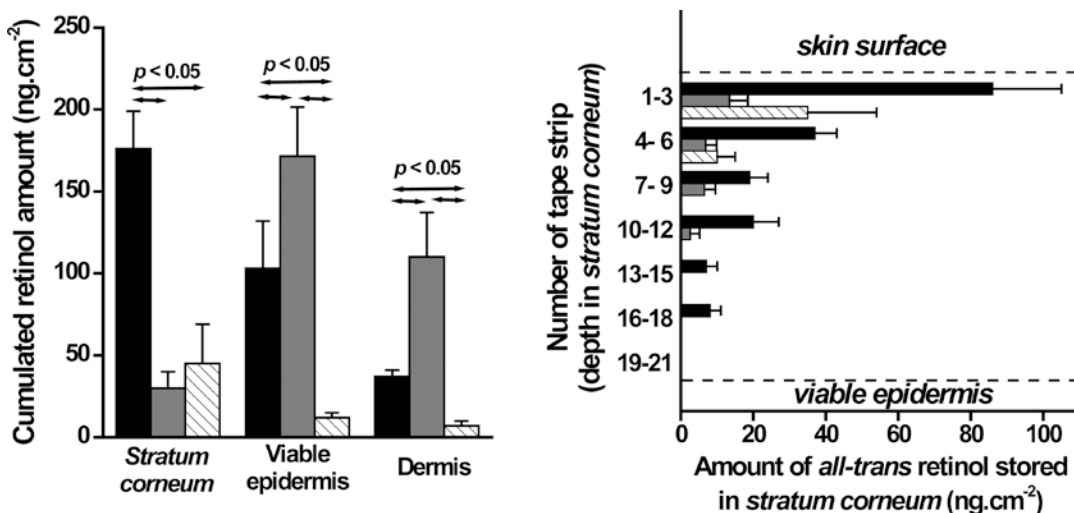 Cumulated retinol amount (ng.cm-2)
250
200
150
100
50
0
p < 0.05
p < 0.05
p < 0.05
Stratum
corneum
Viable
epidermis
Dermis
Number of tape strip
(depth in stratum corneum)
skin surface
1-3
4- 6
7- 9
10-12
13-15
16-18
19-21
viable epidermis
0 20 40 60 80 100
Amount of all-trans retinol stored
in stratum corneum (ng.cm-2)